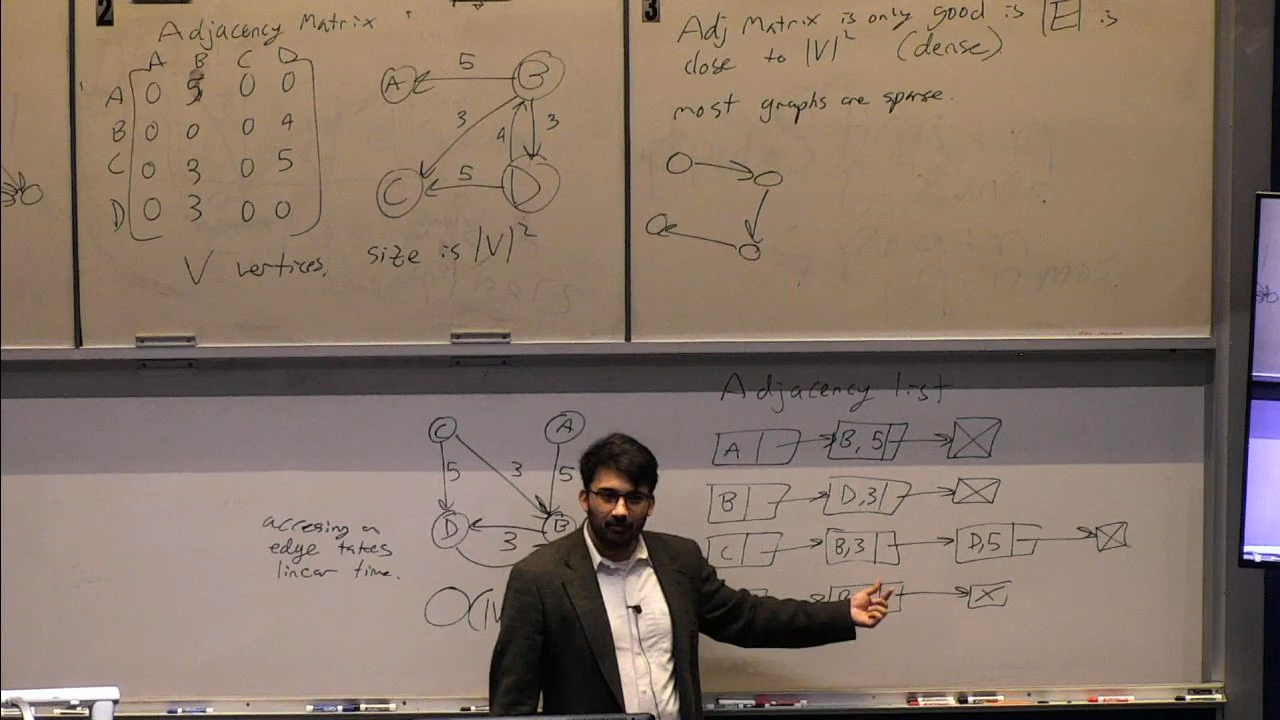 2
Adjacency Matrix
A B C D
A 0 5 0 0
B 0 0 0 4
C 0 3 0 5
D 0 3 0 0
V vertices, size is |V|²
A 5 B
3 4 3
C 5 D
3
Adj Matrix is only good is |E| is
close to |V|² (dense)
most graphs are sparse.
Adjacency list
C A
5 3 5
D 3 B
accesing an
edge takes
linear time.
O(|V
A B, 5
B D,3
C B,3 D,5